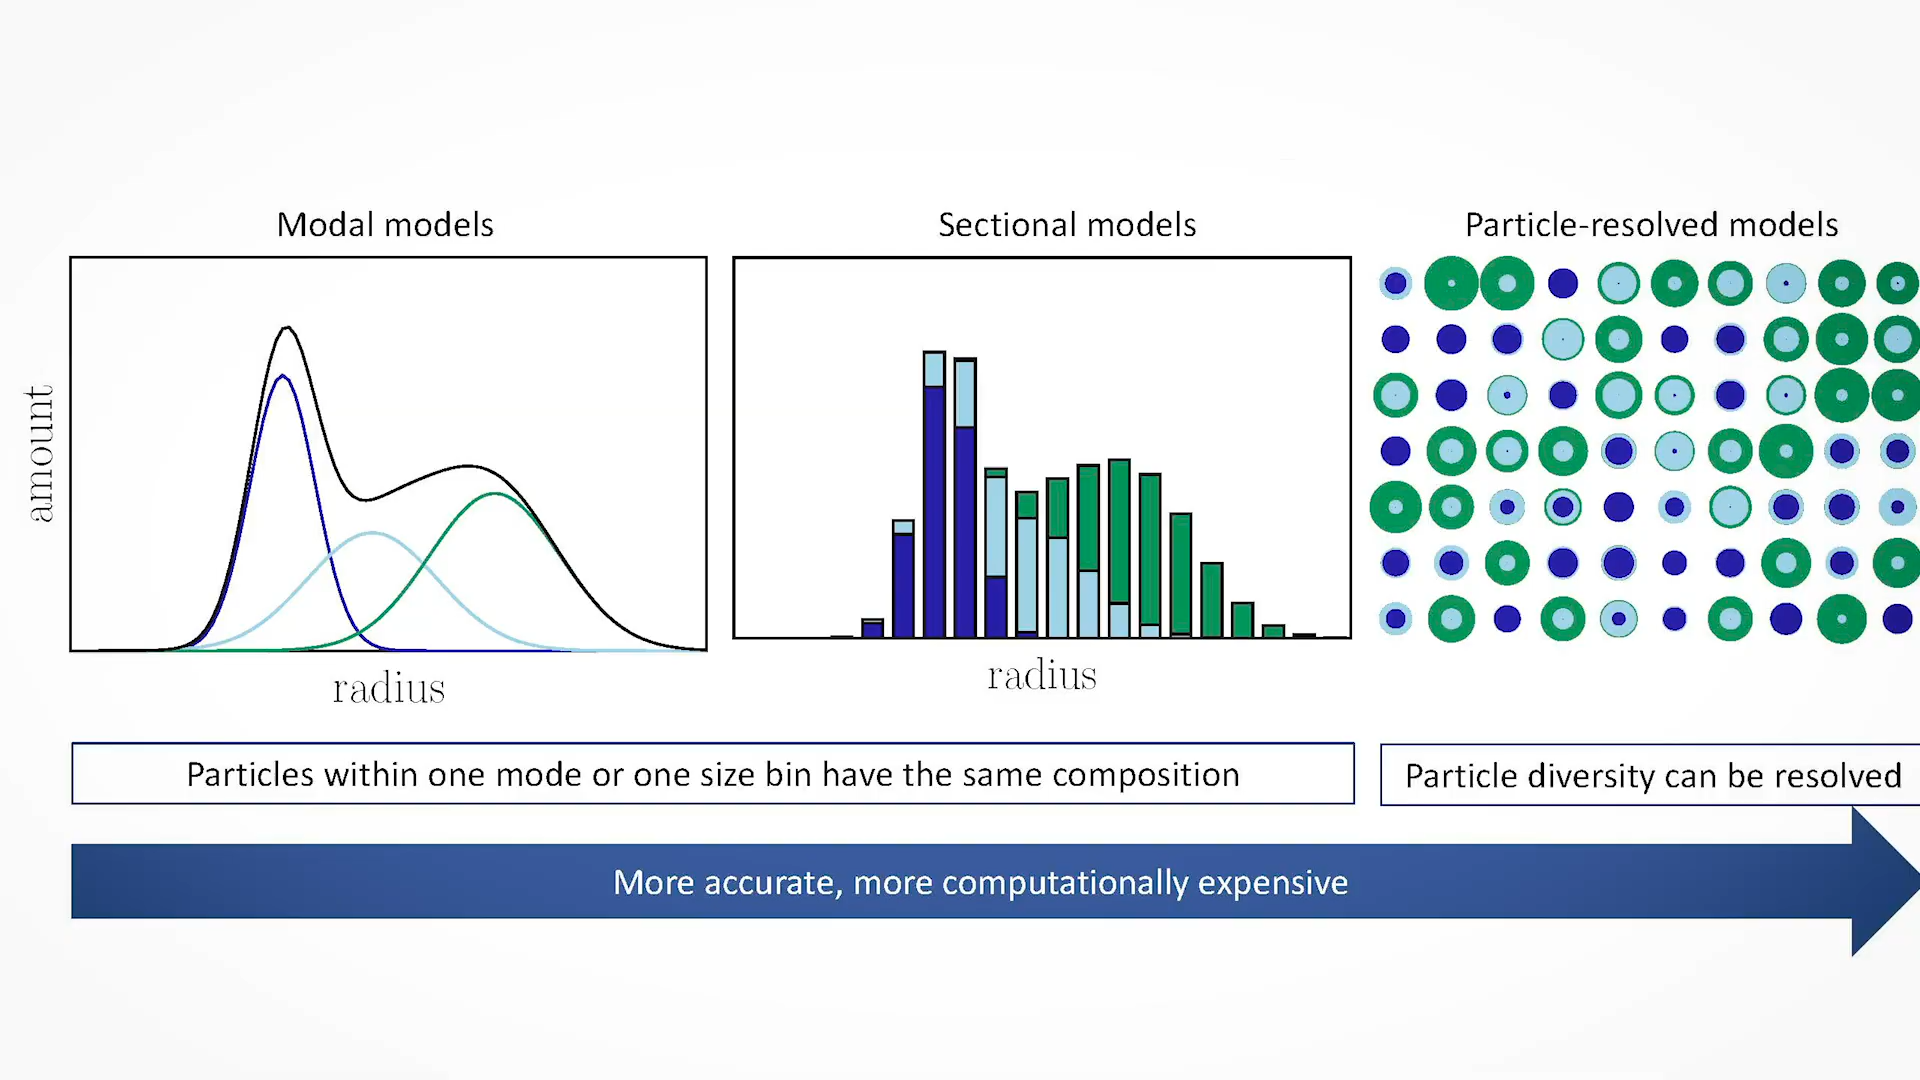 Modal models
Sectional models
Particle-resolved models
amount
radius
radius
Particles within one mode or one size bin have the same composition
Particle diversity can be resolved
More accurate, more computationally expensive